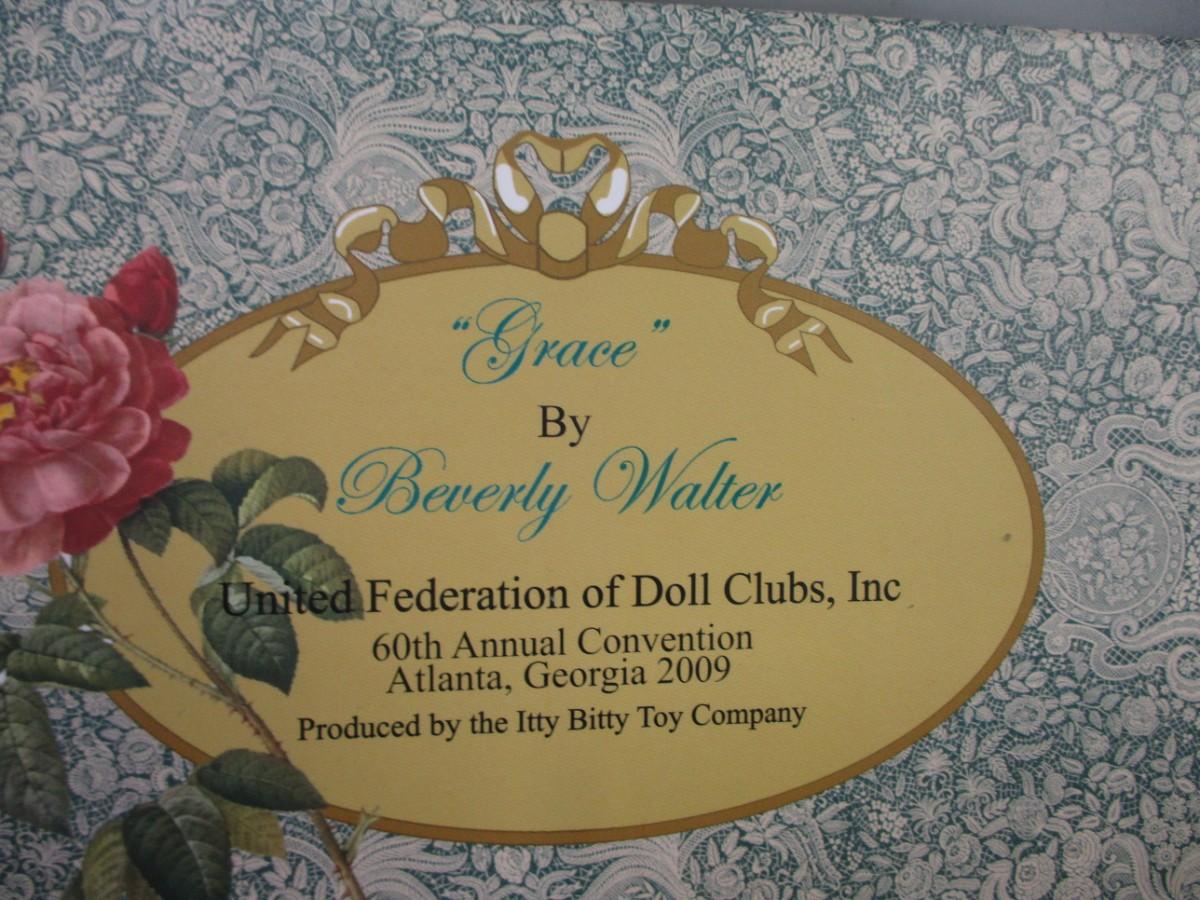 “Grace”
By
Beverly Walter
United Federation of Doll Clubs, Inc
60th Annual Convention
Atlanta, Georgia 2009
Produced by the Itty Bitty Toy Company